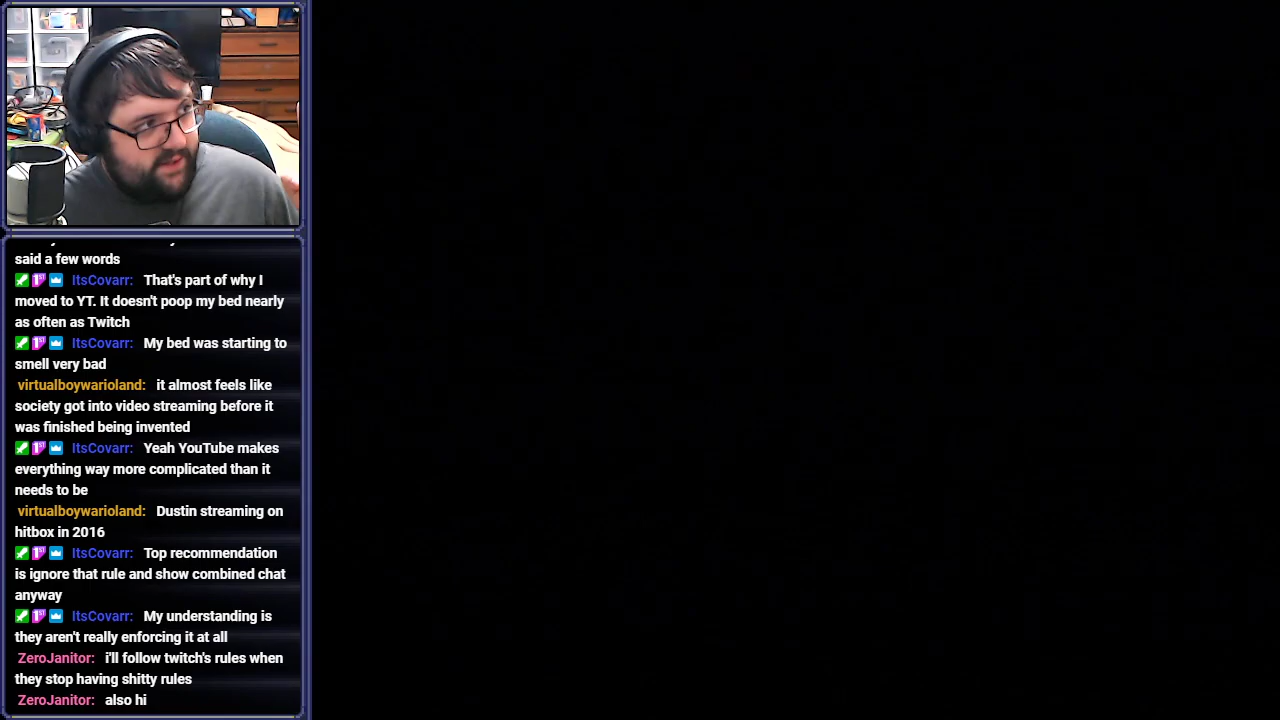 said a few words
ItsCovarr: That's part of why I
moved to YT. It doesn't poop my bed nearly
as often as Twitch
ItsCovarr: My bed was starting to
smell very bad
virtualboywarioland: it almost feels like
society got into video streaming before it
was finished being invented
ItsCovarr: Yeah YouTube makes
everything way more complicated than it
needs to be
virtualboywarioland: Dustin streaming on
hitbox in 2016
ItsCovarr: Top recommendation
is ignore that rule and show combined chat
anyway
ItsCovarr: My understanding is
they aren't really enforcing it at all
ZeroJanitor: i'll follow twitch's rules when
they stop having shitty rules
ZeroJanitor: also hi